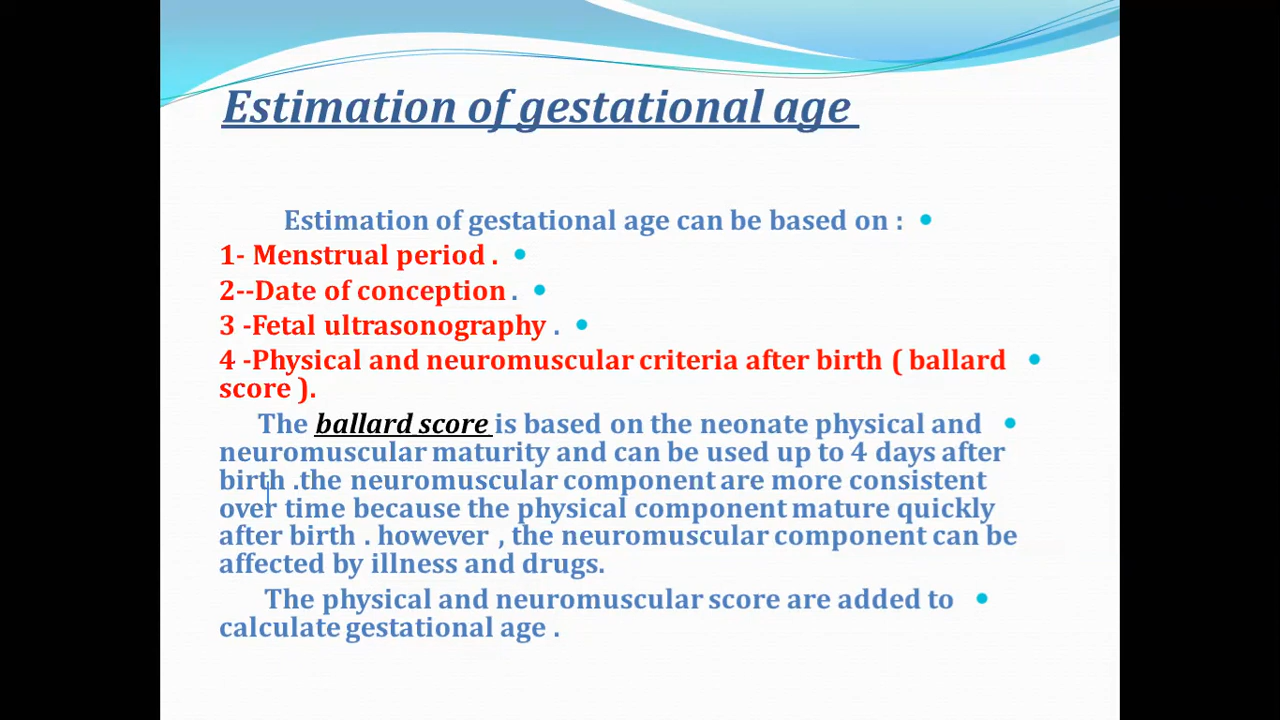 Estimation of gestational age
Estimation of gestational age can be based on :
1- Menstrual period .
2--Date of conception .
3 -Fetal ultrasonography .
4 -Physical and neuromuscular criteria after birth ( ballard
score ).
The ballard score is based on the neonate physical and
neuromuscular maturity and can be used up to 4 days after
birth .the neuromuscular component are more consistent
over time because the physical component mature quickly
after birth . however , the neuromuscular component can be
affected by illness and drugs.
The physical and neuromuscular score are added to
calculate gestational age .